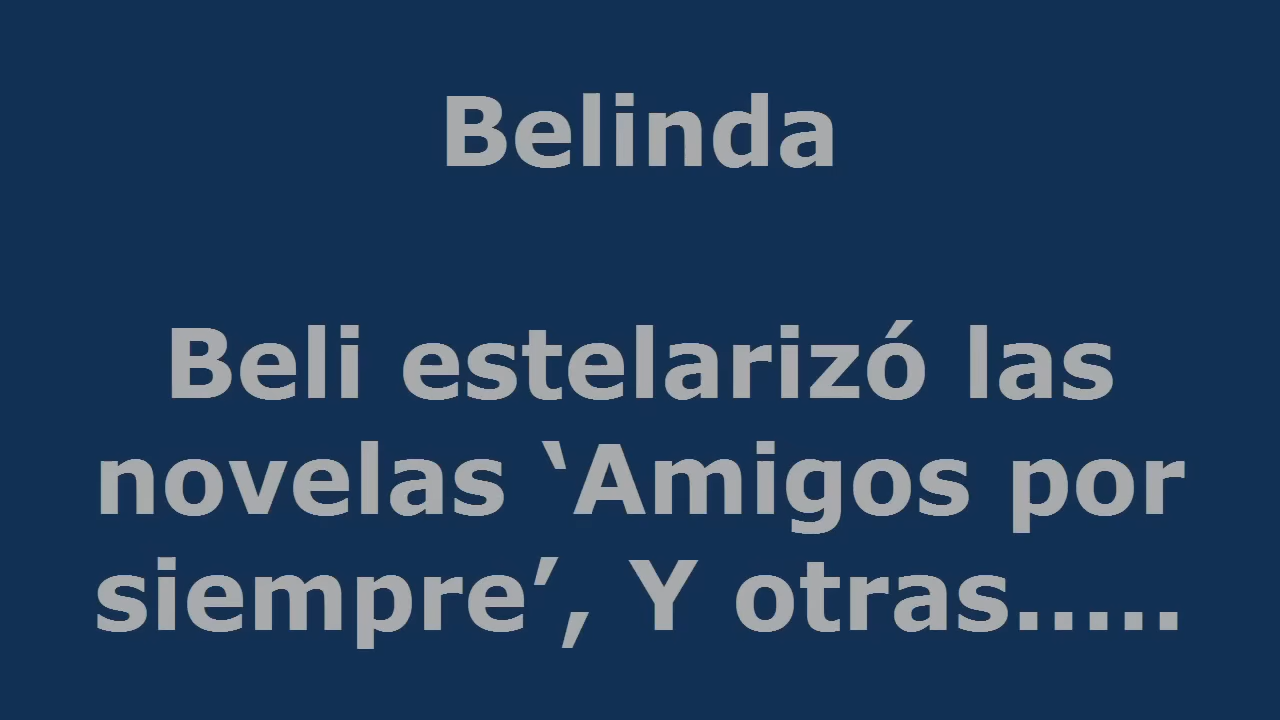 Belinda
Beli estelarizó las
novelas ‘Amigos por
siempre’, Y otras.....